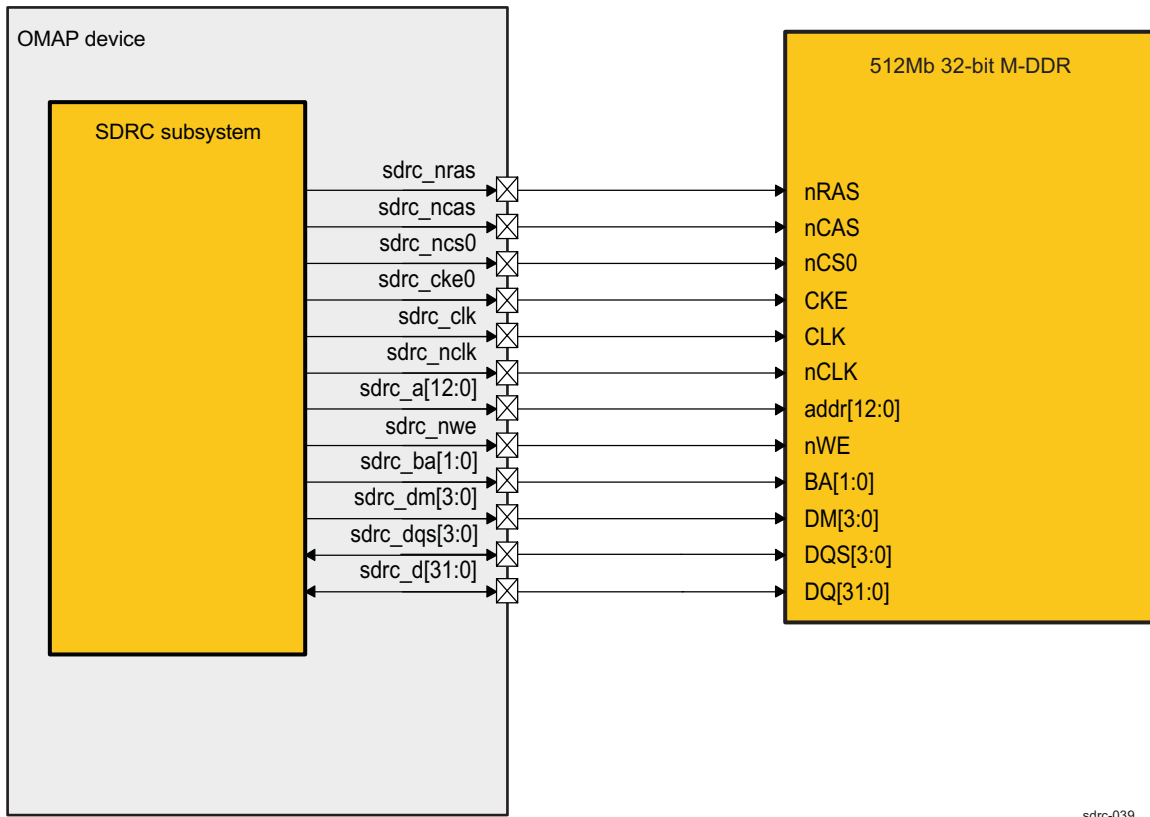 OMAP device
512Mb 32-bit M-DDR
SDRC subsystem
sdrc_nras
nRAS
sdrc_ncas
nCAS
sdrc_ncs0
nCS0
sdrc_cke0
CKE
sdrc_clk
CLK
sdrc_nclk
nCLK
sdrc_a[12:0]
addr[12:0]
sdrc_nwe
nWE
sdrc_ba[1:0]
BA[1:0]
sdrc_dm[3:0]
DM[3:0]
sdrc_dqs[3:0]
DQS[3:0]
sdrc_d[31:0]
DQ[31:0]
sdrc-039